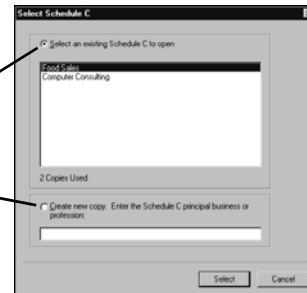 Select Schedule C
Select an existing Schedule C to open
Food Sales
Computer Consulting
2 Copies Used
Create new copy. Enter the Schedule C principal business or
profession:
Select
Cancel